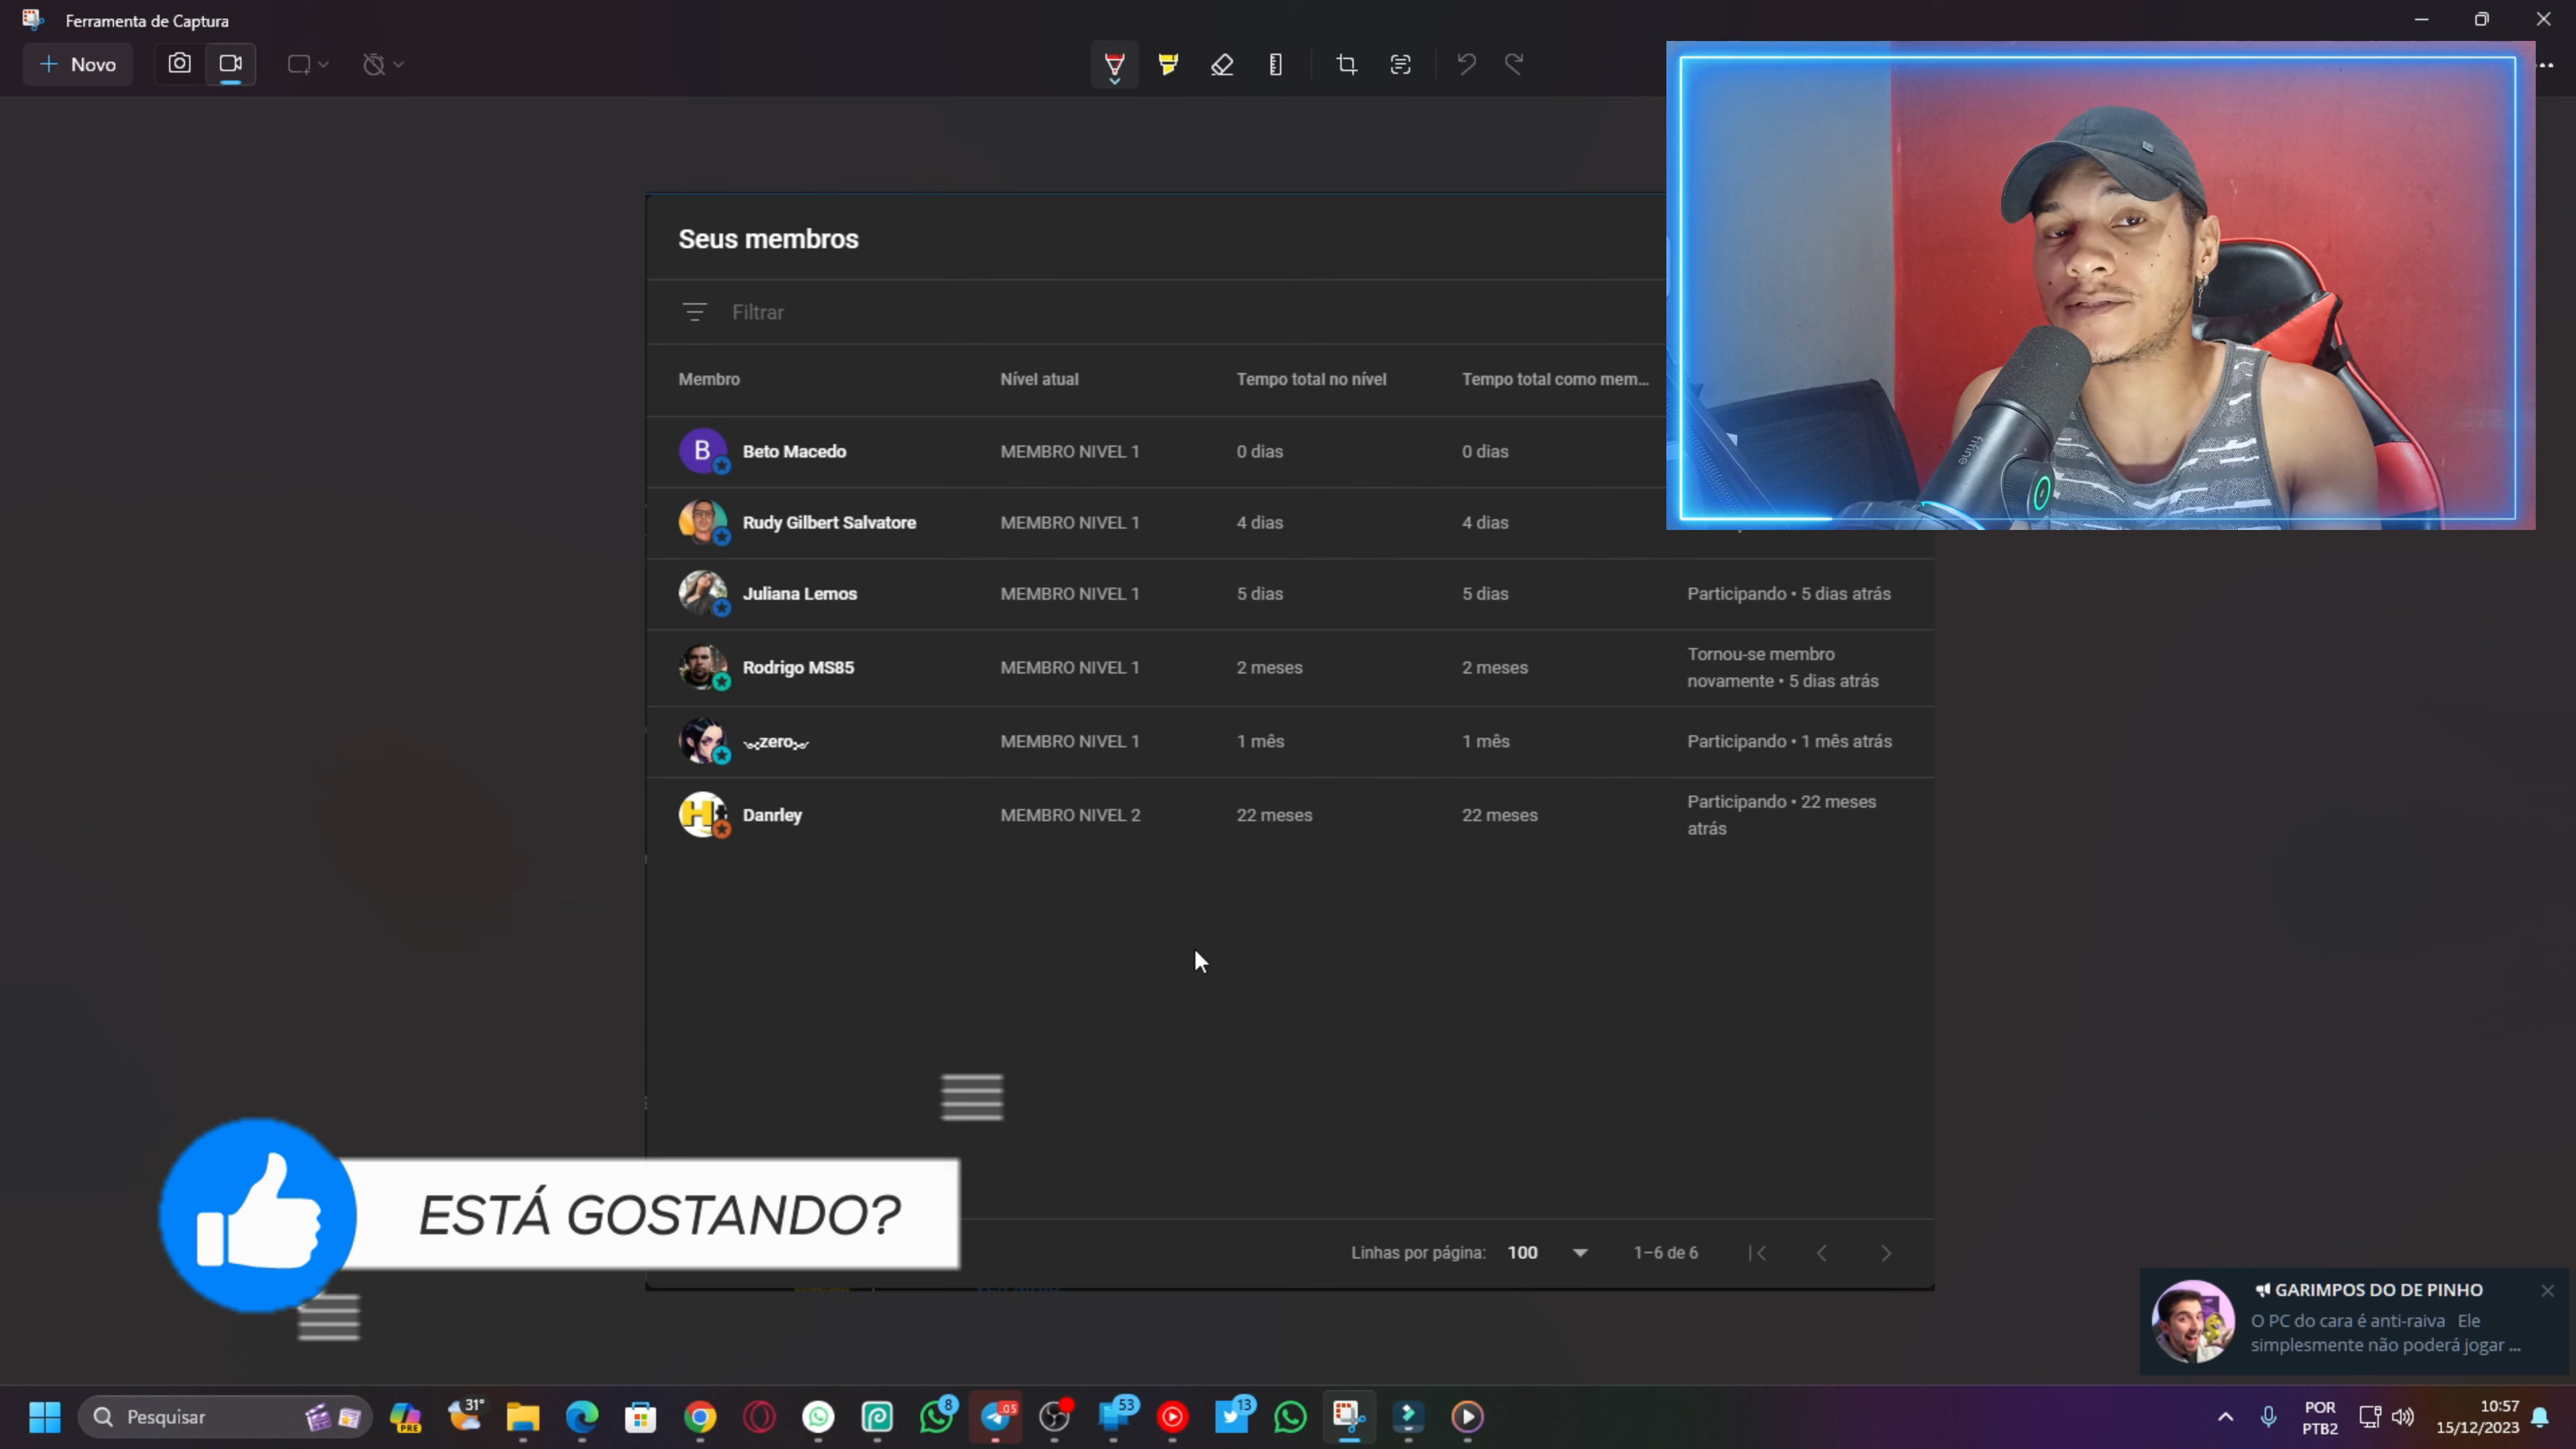 Ferramenta de Captura
Novo
Seus membros
Filtrar
Membro
Nível atual
Tempo total no nível
Tempo total como mem...
B
Beto Macedo
MEMBRO NIVEL 1
0 dias
0 dias
Rudy Gilbert Salvatore
MEMBRO NIVEL 1
4 dias
4 dias
Juliana Lemos
MEMBRO NIVEL 1
5 dias
5 dias
Participando • 5 dias atrás
Rodrigo MS85
MEMBRO NIVEL 1
2 meses
2 meses
Tornou-se membro
novamente • 5 dias atrás
zero
MEMBRO NIVEL 1
1 mês
1 mês
Participando • 1 mês atrás
H
Danrley
MEMBRO NIVEL 2
22 meses
22 meses
Participando • 22 meses
atrás
fifine
ESTÁ GOSTANDO?
Linhas por página: 100
1–6 de 6
GARIMPOS DO DE PINHO
O PC do cara é anti-raiva Ele
simplesmente não poderá jogar ...
Pesquisar
PRE
31°
8
.05
53
13
POR
PTB2
10:57
15/12/2023